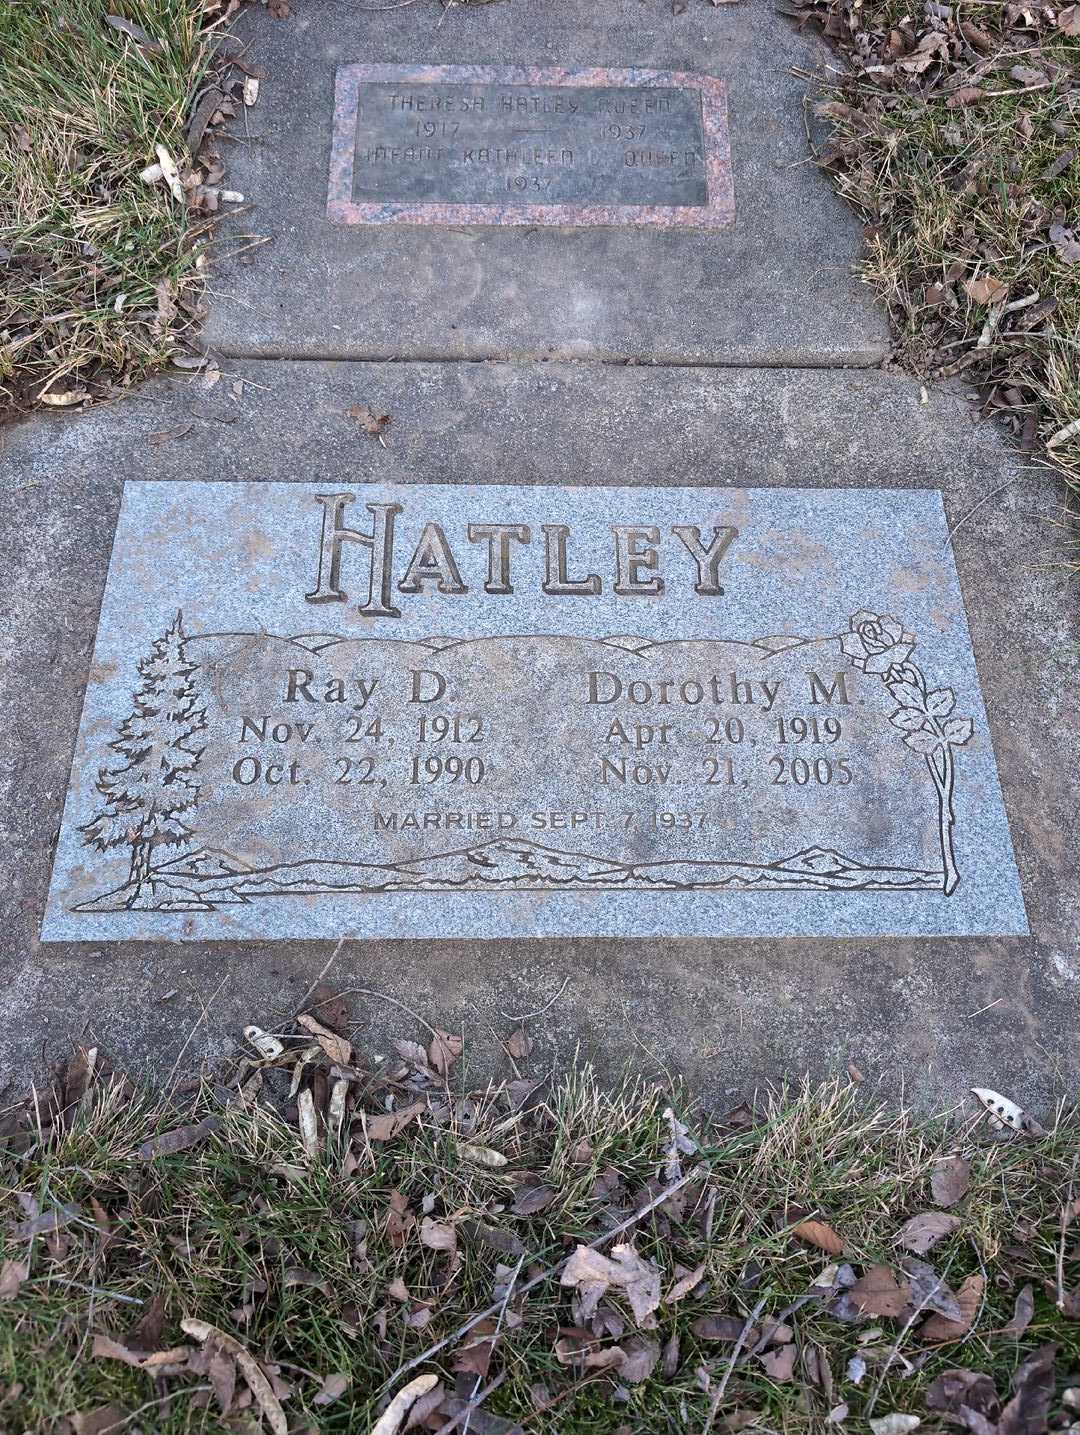 THERESA HATLEY QUEEN
1917 — 1937
INFANT KATHLEEN QUEEN
1937
HATLEY
Ray D.
Nov. 24, 1912
Oct. 22, 1990
Dorothy M.
Apr. 20, 1919
Nov. 21, 2005
MARRIED SEPT. 7, 1937